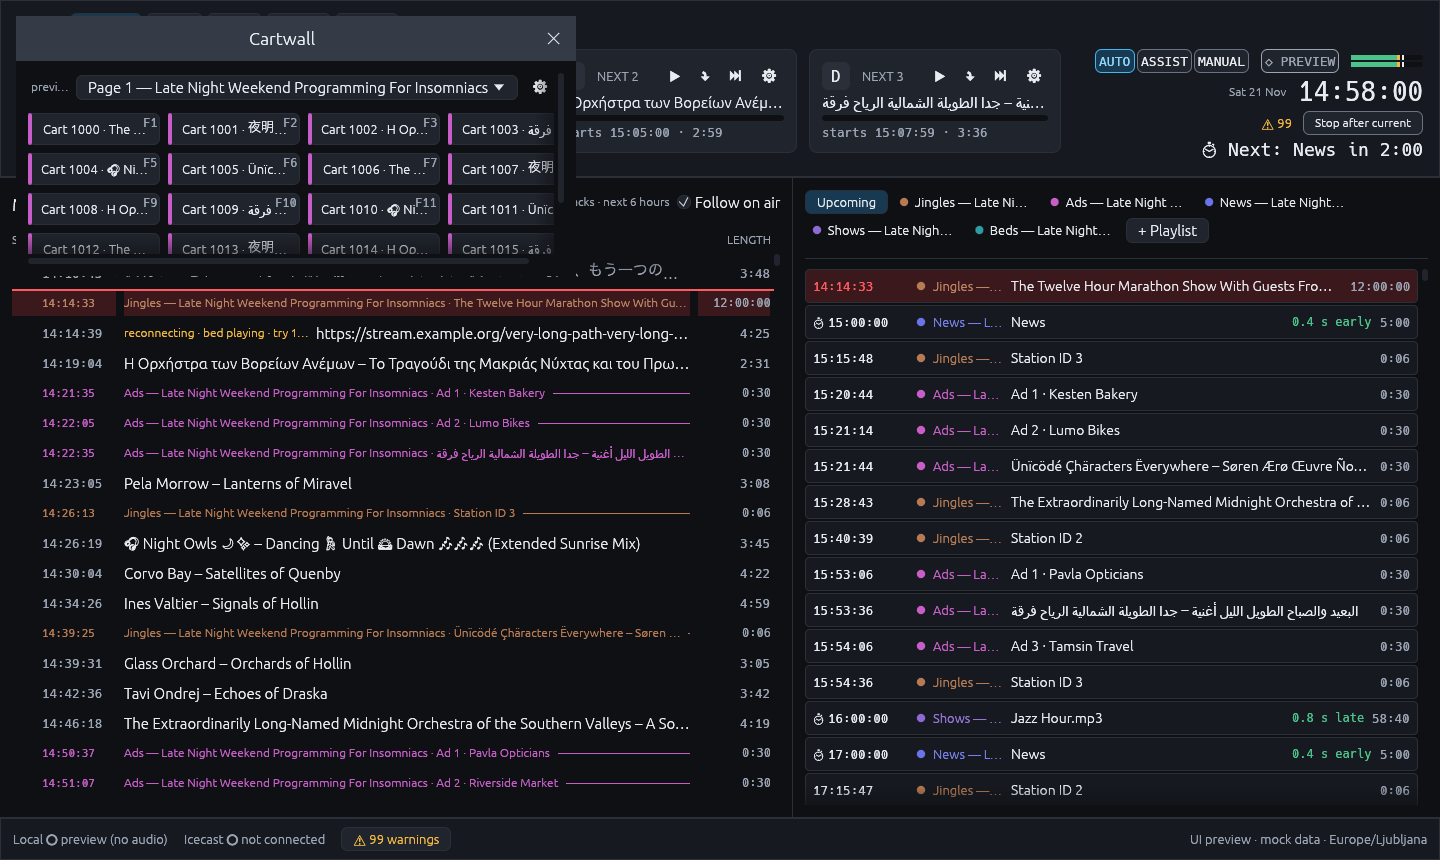 Cartwall
previ… Page 1 — Late Night Weekend Programming For Insomniacs
Cart 1000 · The … F1
Cart 1001 · 夜明 F2
Cart 1002 · H Op… F3
Cart 1003 · فرقة
Cart 1004 · 🎧 Ni… F5
Cart 1005 · Ünïc… F6
Cart 1006 · The … F7
Cart 1007 · 夜明
Cart 1008 · H Op… F9
Cart 1009 · فرقة… F10
Cart 1010 · 🎧 Ni… F11
Cart 1011 · Ünïc
Cart 1012 · The …
Cart 1013 · 夜明
Cart 1014 · H Op…
Cart 1015 · فرقة
NEXT 2
Ορχήστρα των Βορείων Ανέμ…
arts 15:05:00 · 2:59
D NEXT 3
نية – جدا الطويلة الشمالية الرياح فرقة…
starts 15:07:59 · 3:36
AUTO ASSIST MANUAL ◇ PREVIEW
Sat 21 Nov 14:58:00
⚠ 99 Stop after current
Next: News in 2:00
acks · next 6 hours ✓ Follow on air
LENGTH
、もう一つの… 3:48
14:14:33 Jingles — Late Night Weekend Programming For Insomniacs · The Twelve Hour Marathon Show With Gu… 12:00:00
14:14:39 reconnecting · bed playing · try 1… https://stream.example.org/very-long-path-very-long-… 4:25
14:19:04 Η Ορχήστρα των Βορείων Ανέμων – Το Τραγούδι της Μακριάς Νύχτας και του Πρω… 2:31
14:21:35 Ads — Late Night Weekend Programming For Insomniacs · Ad 1 · Kesten Bakery 0:30
14:22:05 Ads — Late Night Weekend Programming For Insomniacs · Ad 2 · Lumo Bikes 0:30
14:22:35 Ads — Late Night Weekend Programming For Insomniacs · الطويل الليل أغنية – جدا الطويلة الشمالية الرياح فرقة … 0:30
14:23:05 Pela Morrow – Lanterns of Miravel 3:08
14:26:13 Jingles — Late Night Weekend Programming For Insomniacs · Station ID 3 0:06
14:26:19 🎧 Night Owls 🌙✨ – Dancing 💃 Until 🌅 Dawn 🎶🎶🎶 (Extended Sunrise Mix) 3:45
14:30:04 Corvo Bay – Satellites of Quenby 4:22
14:34:26 Ines Valtier – Signals of Hollin 4:59
14:39:25 Jingles — Late Night Weekend Programming For Insomniacs · Ünïcödé Çhäracters Ëverywhere – Søren … 0:06
14:39:31 Glass Orchard – Orchards of Hollin 3:05
14:42:36 Tavi Ondrej – Echoes of Draska 3:42
14:46:18 The Extraordinarily Long-Named Midnight Orchestra of the Southern Valleys – A So… 4:19
14:50:37 Ads — Late Night Weekend Programming For Insomniacs · Ad 1 · Pavla Opticians 0:30
14:51:07 Ads — Late Night Weekend Programming For Insomniacs · Ad 2 · Riverside Market 0:30
Upcoming Jingles — Late Ni… Ads — Late Night … News — Late Night…
Shows — Late Nigh… Beds — Late Night… + Playlist
14:14:33 Jingles —… The Twelve Hour Marathon Show With Guests Fro… 12:00:00
15:00:00 News — L… News 0.4 s early 5:00
15:15:48 Jingles —… Station ID 3 0:06
15:20:44 Ads — La… Ad 1 · Kesten Bakery 0:30
15:21:14 Ads — La… Ad 2 · Lumo Bikes 0:30
15:21:44 Ads — La… Ünïcödé Çhäracters Ëverywhere – Søren Ærø Œuvre Ño… 0:30
15:28:43 Jingles —… The Extraordinarily Long-Named Midnight Orchestra of … 0:06
15:40:39 Jingles —… Station ID 2 0:06
15:53:06 Ads — La… Ad 1 · Pavla Opticians 0:30
15:53:36 Ads — La… البعيد والصباح الطويل الليل أغنية – جدا الطويلة الشمالية الرياح فرقة 0:30
15:54:06 Ads — La… Ad 3 · Tamsin Travel 0:30
15:54:36 Jingles —… Station ID 3 0:06
16:00:00 Shows —… Jazz Hour.mp3 0.8 s late 58:40
17:00:00 News — L… News 0.4 s early 5:00
17:15:47 Jingles —… Station ID 2 0:06
Local preview (no audio) Icecast not connected ⚠ 99 warnings
UI preview · mock data · Europe/Ljubljana